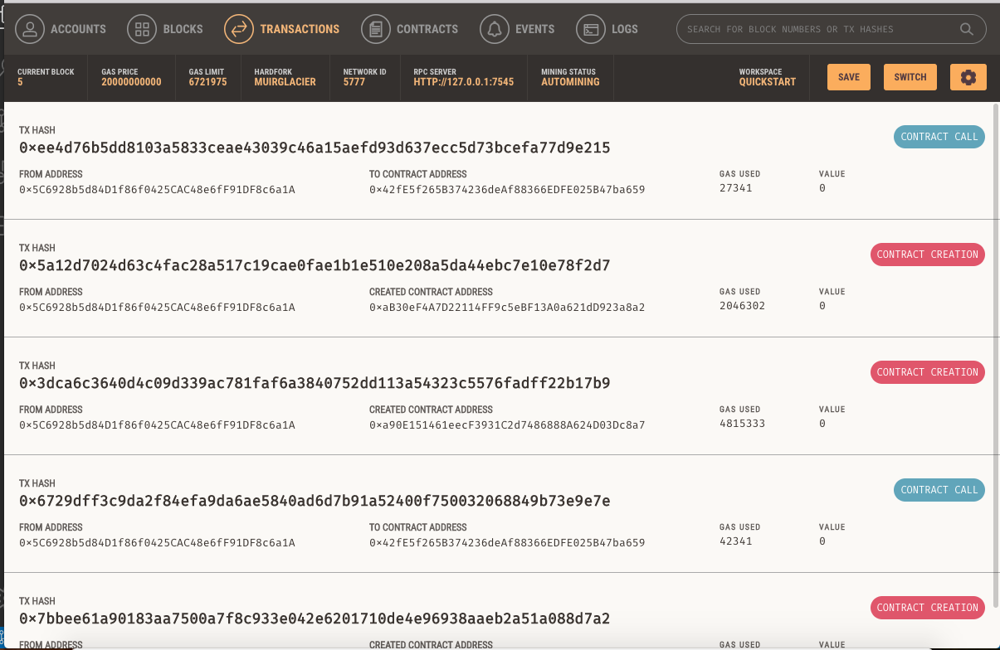 ACCOUNTS BLOCKS TRANSACTIONS CONTRACTS EVENTS LOGS SEARCH FOR BLOCK NUMBERS OR TX HASHES
CURRENT BLOCK GAS PRICE GAS LIMIT HARDFORK NETWORK ID RPC SERVER MINING STATUS WORKSPACE
5 20000000000 6721975 MUIRGLACIER 5777 HTTP://127.0.0.1:7545 AUTOMINING QUICKSTART SAVE SWITCH
TX HASH
0×ee4d76b5dd8103a5833ceae43039c46a15aefd93d637ecc5d73bcefa77d9e215 CONTRACT CALL
FROM ADDRESS TO CONTRACT ADDRESS GAS USED VALUE
0×5C6928b5d84D1f86f0425CAC48e6fF91DF8c6a1A 0×42fE5f265B374236deAf88366EDFE025B47ba659 27341 0
TX HASH
0×5a12d7024d63c4fac28a517c19cae0fae1b1e510e208a5da44ebc7e10e78f2d7 CONTRACT CREATION
FROM ADDRESS CREATED CONTRACT ADDRESS GAS USED VALUE
0×5C6928b5d84D1f86f0425CAC48e6fF91DF8c6a1A 0×aB30eF4A7D22114FF9c5eBF13A0a621dD923a8a2 2046302 0
TX HASH
0×3dca6c3640d4c09d339ac781faf6a3840752dd113a54323c5576fadff22b17b9 CONTRACT CREATION
FROM ADDRESS CREATED CONTRACT ADDRESS GAS USED VALUE
0×5C6928b5d84D1f86f0425CAC48e6fF91DF8c6a1A 0×a90E151461eecF3931C2d7486888A624D03Dc8a7 4815333 0
TX HASH
0×6729dff3c9da2f84efa9da6ae5840ad6d7b91a52400f750032068849b73e9e7e CONTRACT CALL
FROM ADDRESS TO CONTRACT ADDRESS GAS USED VALUE
0×5C6928b5d84D1f86f0425CAC48e6fF91DF8c6a1A 0×42fE5f265B374236deAf88366EDFE025B47ba659 42341 0
TX HASH
0×7bbee61a90183aa7500a7f8c933e042e6201710de4e96938aaeb2a51a088d7a2 CONTRACT CREATION
FROM ADDRESS CREATED CONTRACT ADDRESS GAS USED VALUE